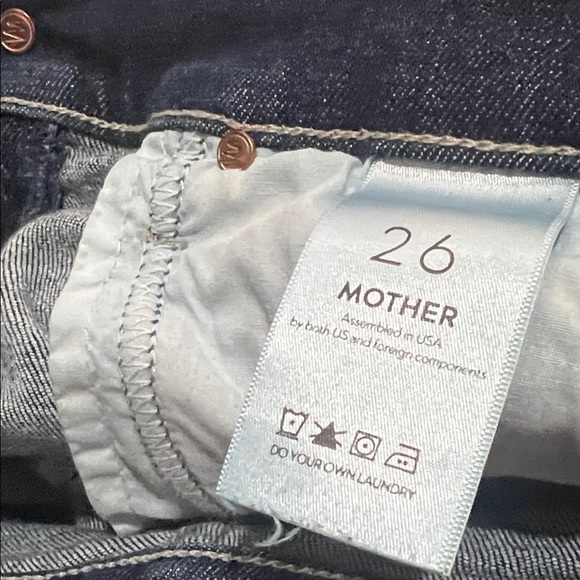 26
MOTHER
Assembled in USA
by both US and foreign components
DO YOUR OWN LAUNDRY